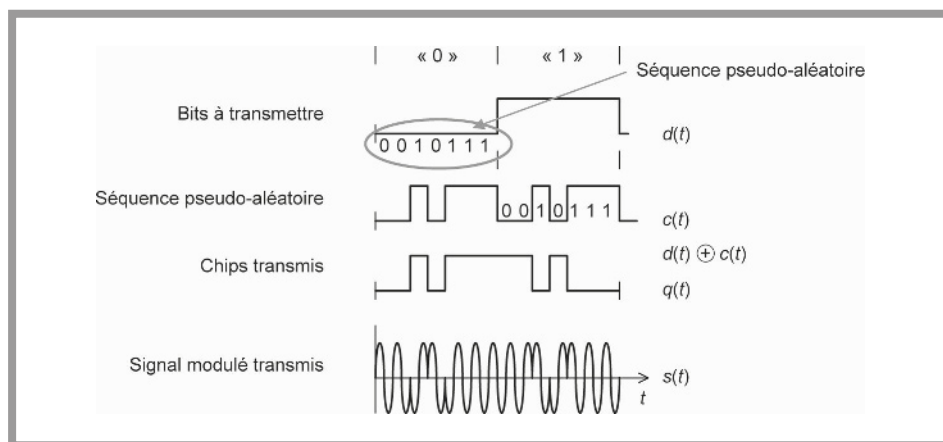 « 0 » « 1 »
Séquence pseudo-aléatoire
Bits à transmettre
d(t)
0 0 1 0 1 1 1
Séquence pseudo-aléatoire
0 0 1 0 1 1 1
c(t)
d(t) ⊕ c(t)
Chips transmis
q(t)
Signal modulé transmis
s(t)
t